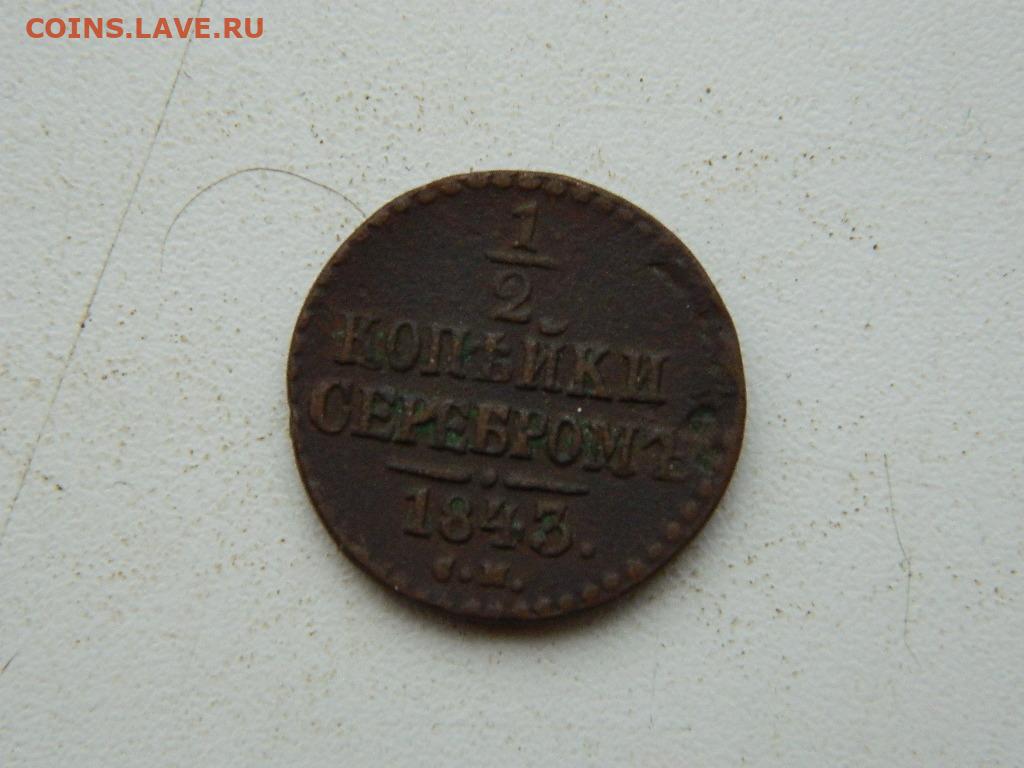 COINS.LAVE.RU
1
2
КОПѢЙКИ
СЕРЕБРОМЪ
1843.
С.М.